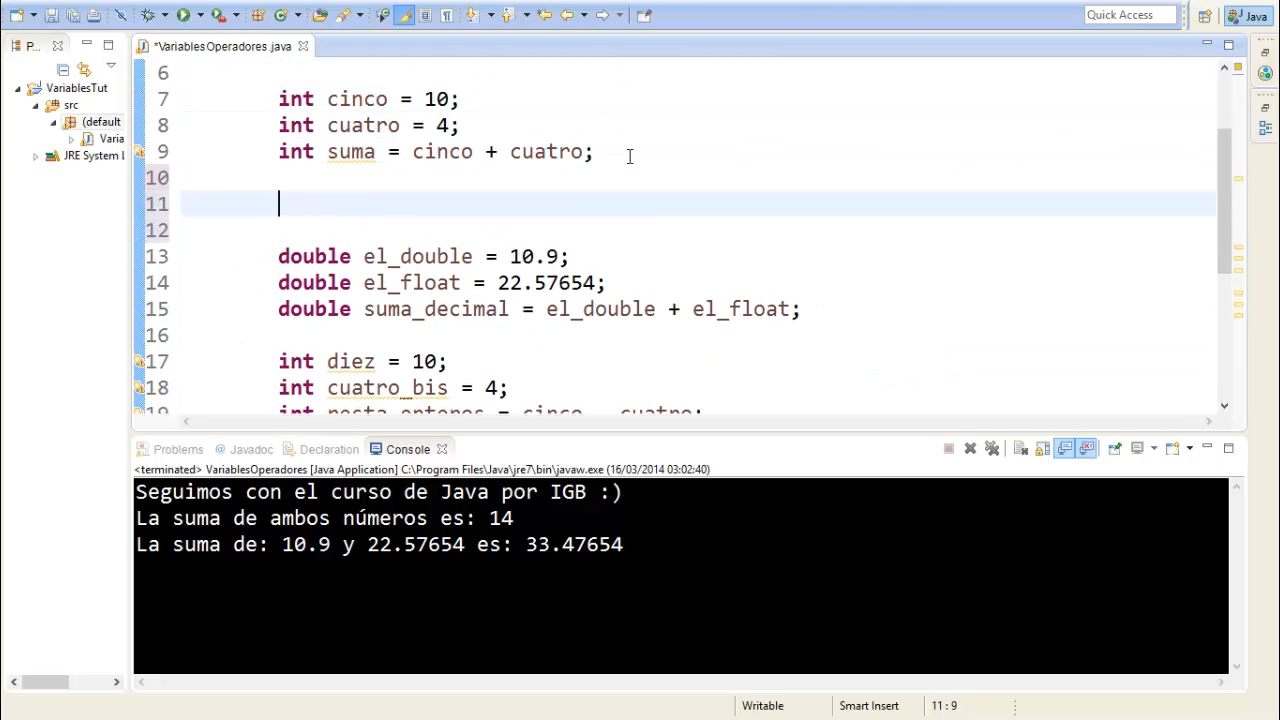 Quick Access
Java
P...
*VariablesOperadores.java
VariablesTut
src
(default
Varia
JRE System L
6
7 int cinco = 10;
8 int cuatro = 4;
9 int suma = cinco + cuatro;
10
11
12
13 double el_double = 10.9;
14 double el_float = 22.57654;
15 double suma_decimal = el_double + el_float;
16
17 int diez = 10;
18 int cuatro_bis = 4;
Problems @ Javadoc Declaration Console
<terminated> VariablesOperadores [Java Application] C:\Program Files\Java\jre7\bin\javaw.exe (16/03/2014 03:02:40)
Seguimos con el curso de Java por IGB :)
La suma de ambos números es: 14
La suma de: 10.9 y 22.57654 es: 33.47654
Writable Smart Insert 11 : 9